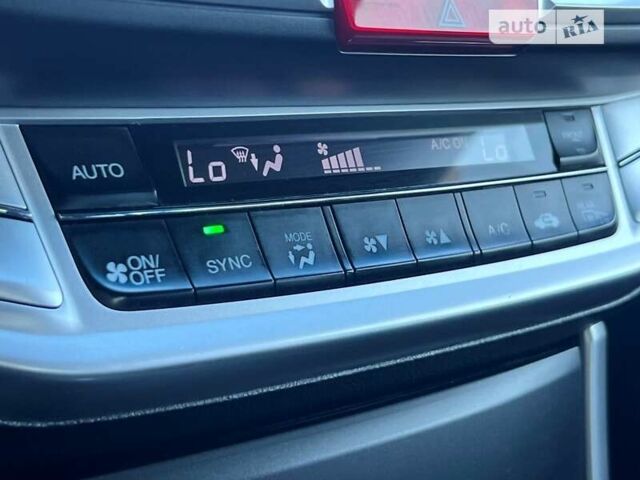 auto RIA
Lo A/C ON Lo
AUTO
ON/
OFF
SYNC
MODE
A/C